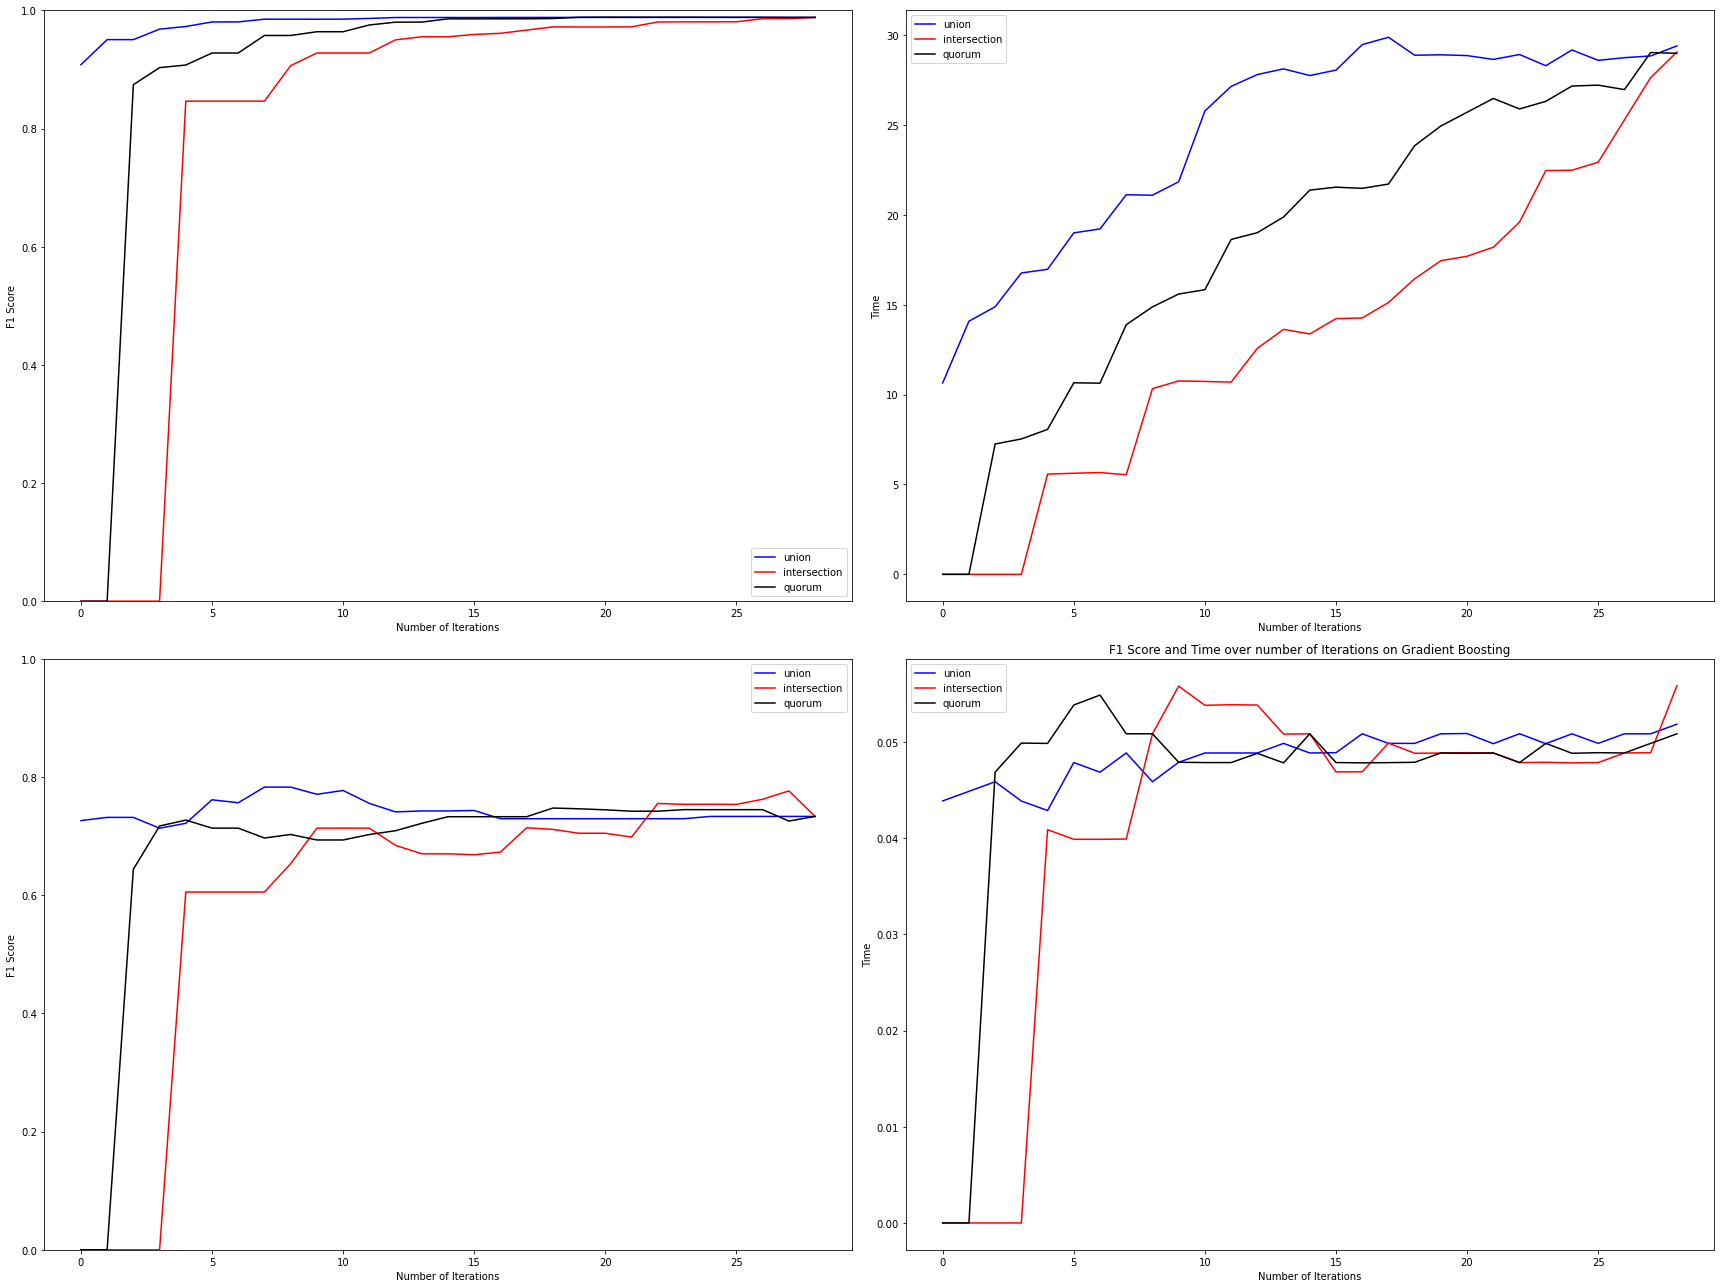 1.0
0.8
0.6
0.4
0.2
0.0
F1 Score
union
intersection
quorum
0 5 10 15 20 25
Number of Iterations
union
intersection
quorum
30
25
20
15
10
5
0
Time
0 5 10 15 20 25
Number of Iterations
1.0
0.8
0.6
0.4
0.2
0.0
F1 Score
union
intersection
quorum
0 5 10 15 20 25
Number of Iterations
F1 Score and Time over number of Iterations on Gradient Boosting
union
intersection
quorum
0.05
0.04
0.03
0.02
0.01
0.00
Time
0 5 10 15 20 25
Number of Iterations